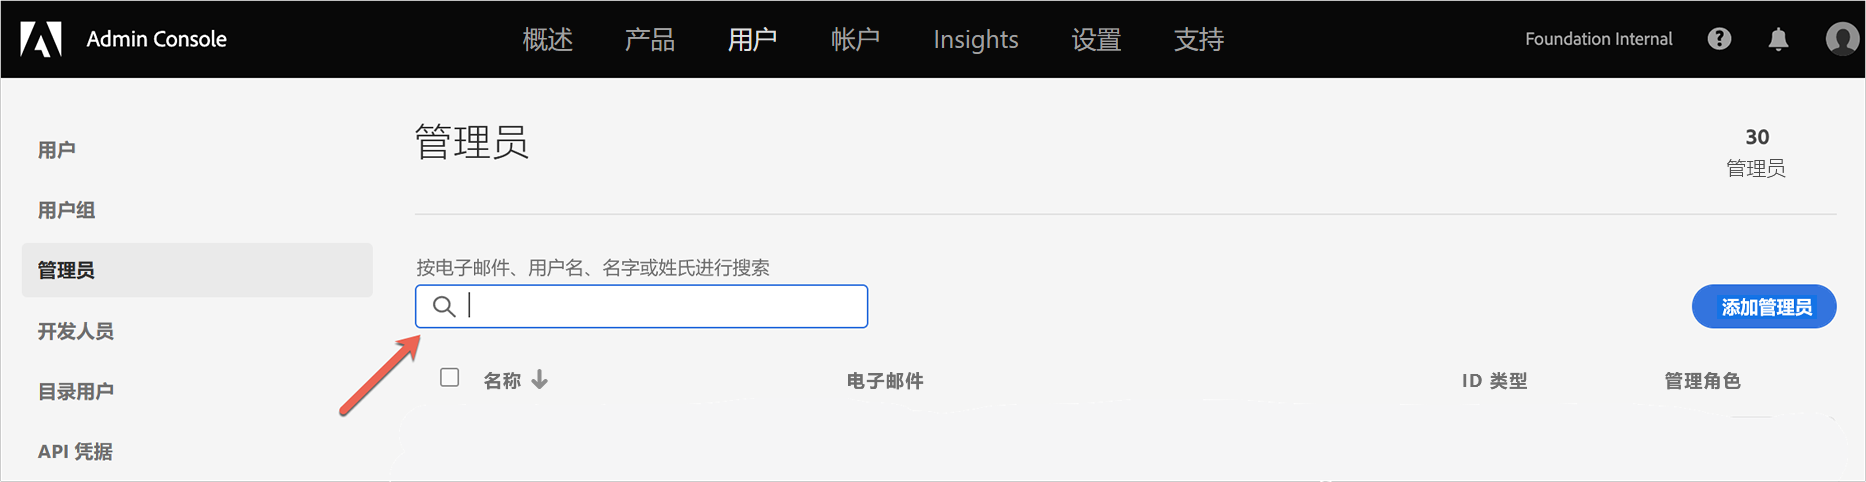 Admin Console 概述 产品 用户 帐户 Insights 设置 支持 Foundation Internal
用户
用户组
管理员
开发人员
目录用户
API 凭据
管理员
30
管理员
按电子邮件、用户名、名字或姓氏进行搜索
添加管理员
名称 电子邮件 ID 类型 管理角色